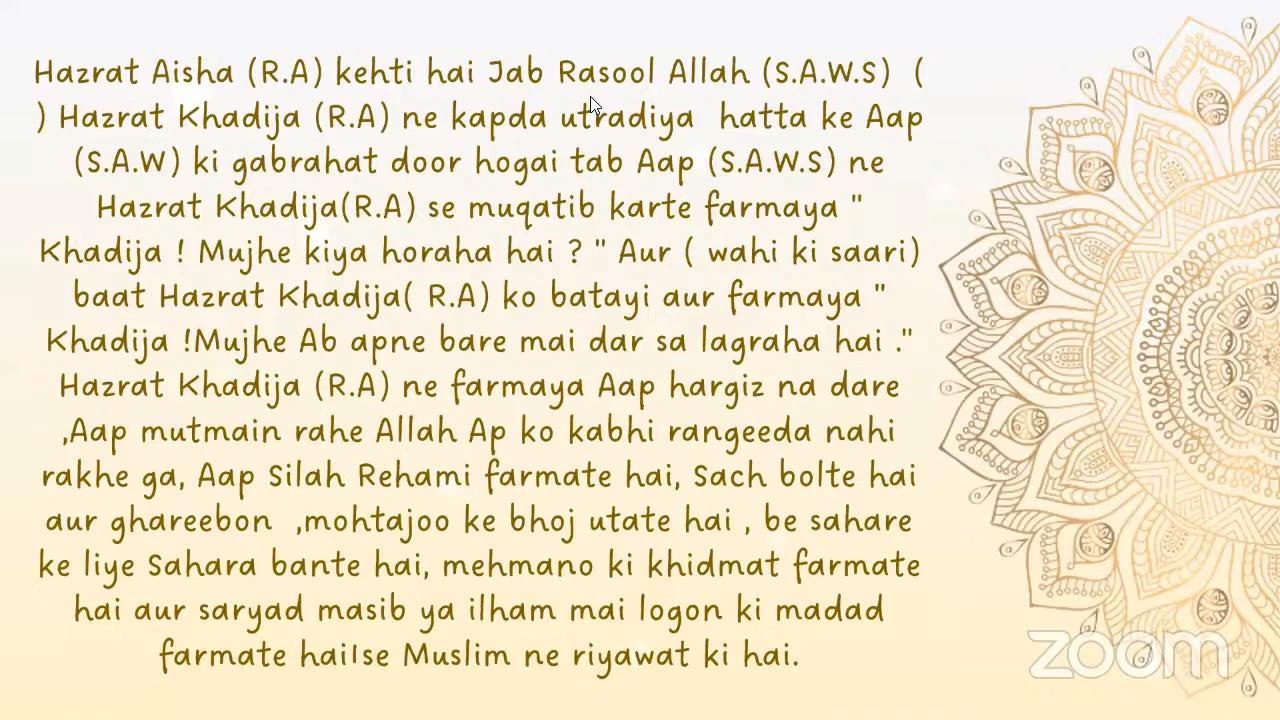 Hazrat Aisha (R.A) kehti hai Jab Rasool Allah (S.A.W.S)  (
) Hazrat Khadija (R.A) ne kapda utradiya  hatta ke Aap
(S.A.W) ki gabrahat door hogai tab Aap (S.A.W.S) ne
Hazrat Khadija(R.A) se muqatib karte farmaya "
Khadija ! Mujhe kiya horaha hai ? " Aur ( wahi ki saari)
baat Hazrat Khadija( R.A) ko batayi aur farmaya "
Khadija !Mujhe Ab apne bare mai dar sa lagraha hai ."
Hazrat Khadija (R.A) ne farmaya Aap hargiz na dare
,Aap mutmain rahe Allah Ap ko kabhi rangeeda nahi
rakhe ga, Aap Silah Rehami farmate hai, Sach bolte hai
aur ghareebon  ,mohtajoo ke bhoj utate hai , be sahare
ke liye Sahara bante hai, mehmano ki khidmat farmate
hai aur saryad masib ya ilham mai logon ki madad
farmate haiIse Muslim ne riyawat ki hai.
zoom